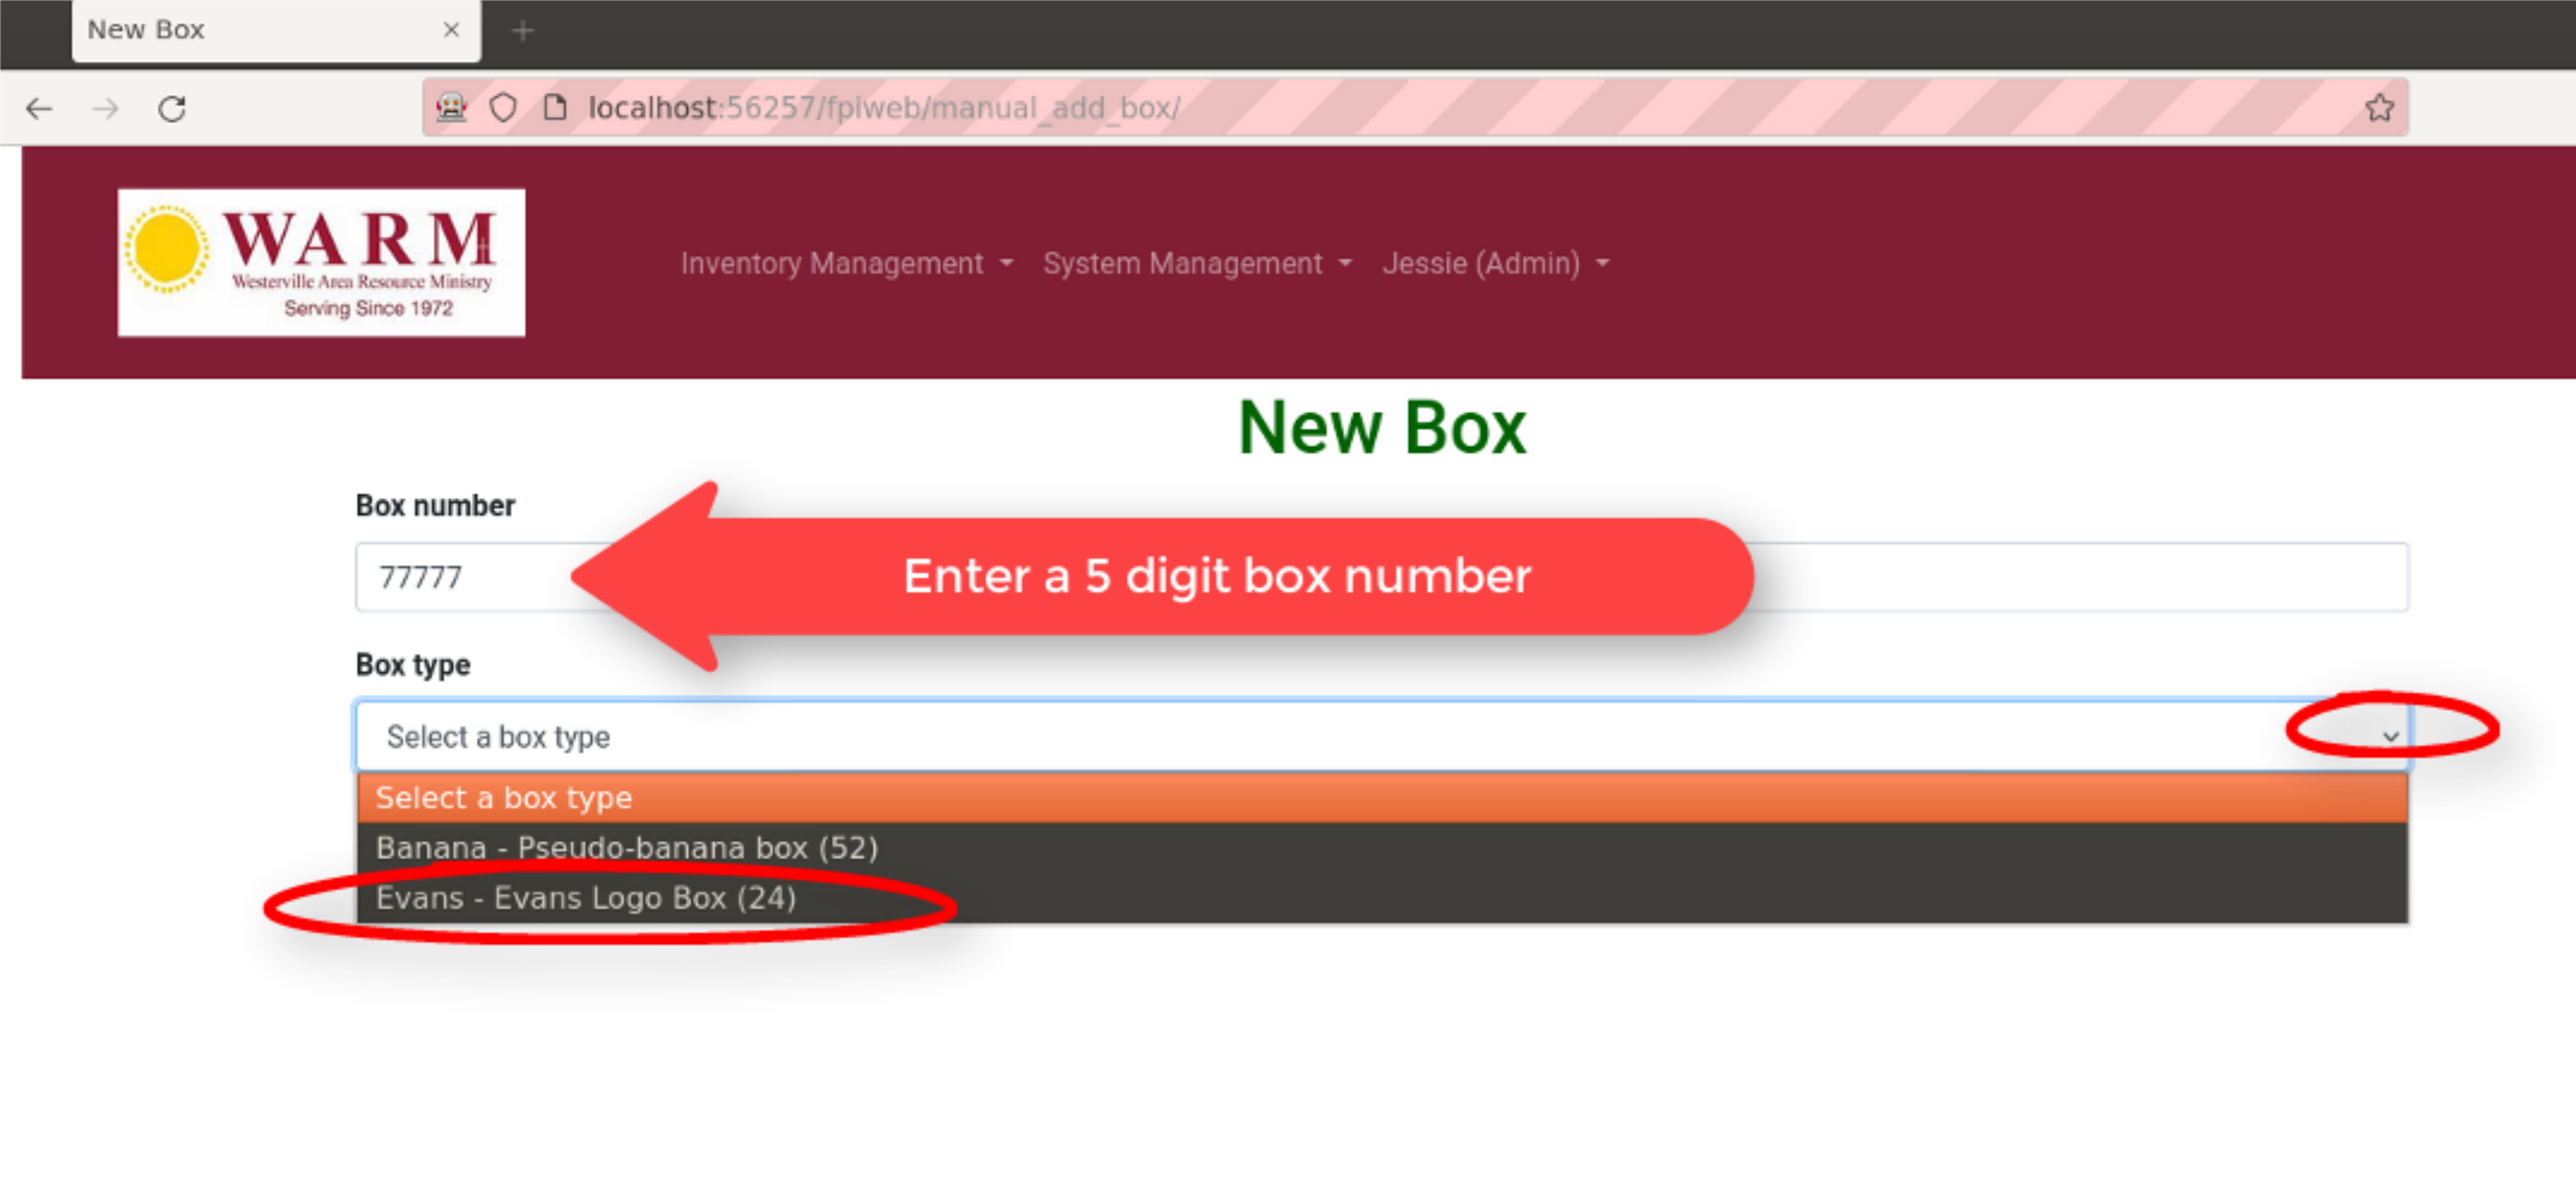 New Box
localhost:56257/fpiweb/manual_add_box/
WARM
Westerville Area Resource Ministry
Serving Since 1972
Inventory Management System Management Jessie (Admin)
New Box
Box number
77777
Enter a 5 digit box number
Box type
Select a box type
Select a box type
Banana - Pseudo-banana box (52)
Evans - Evans Logo Box (24)